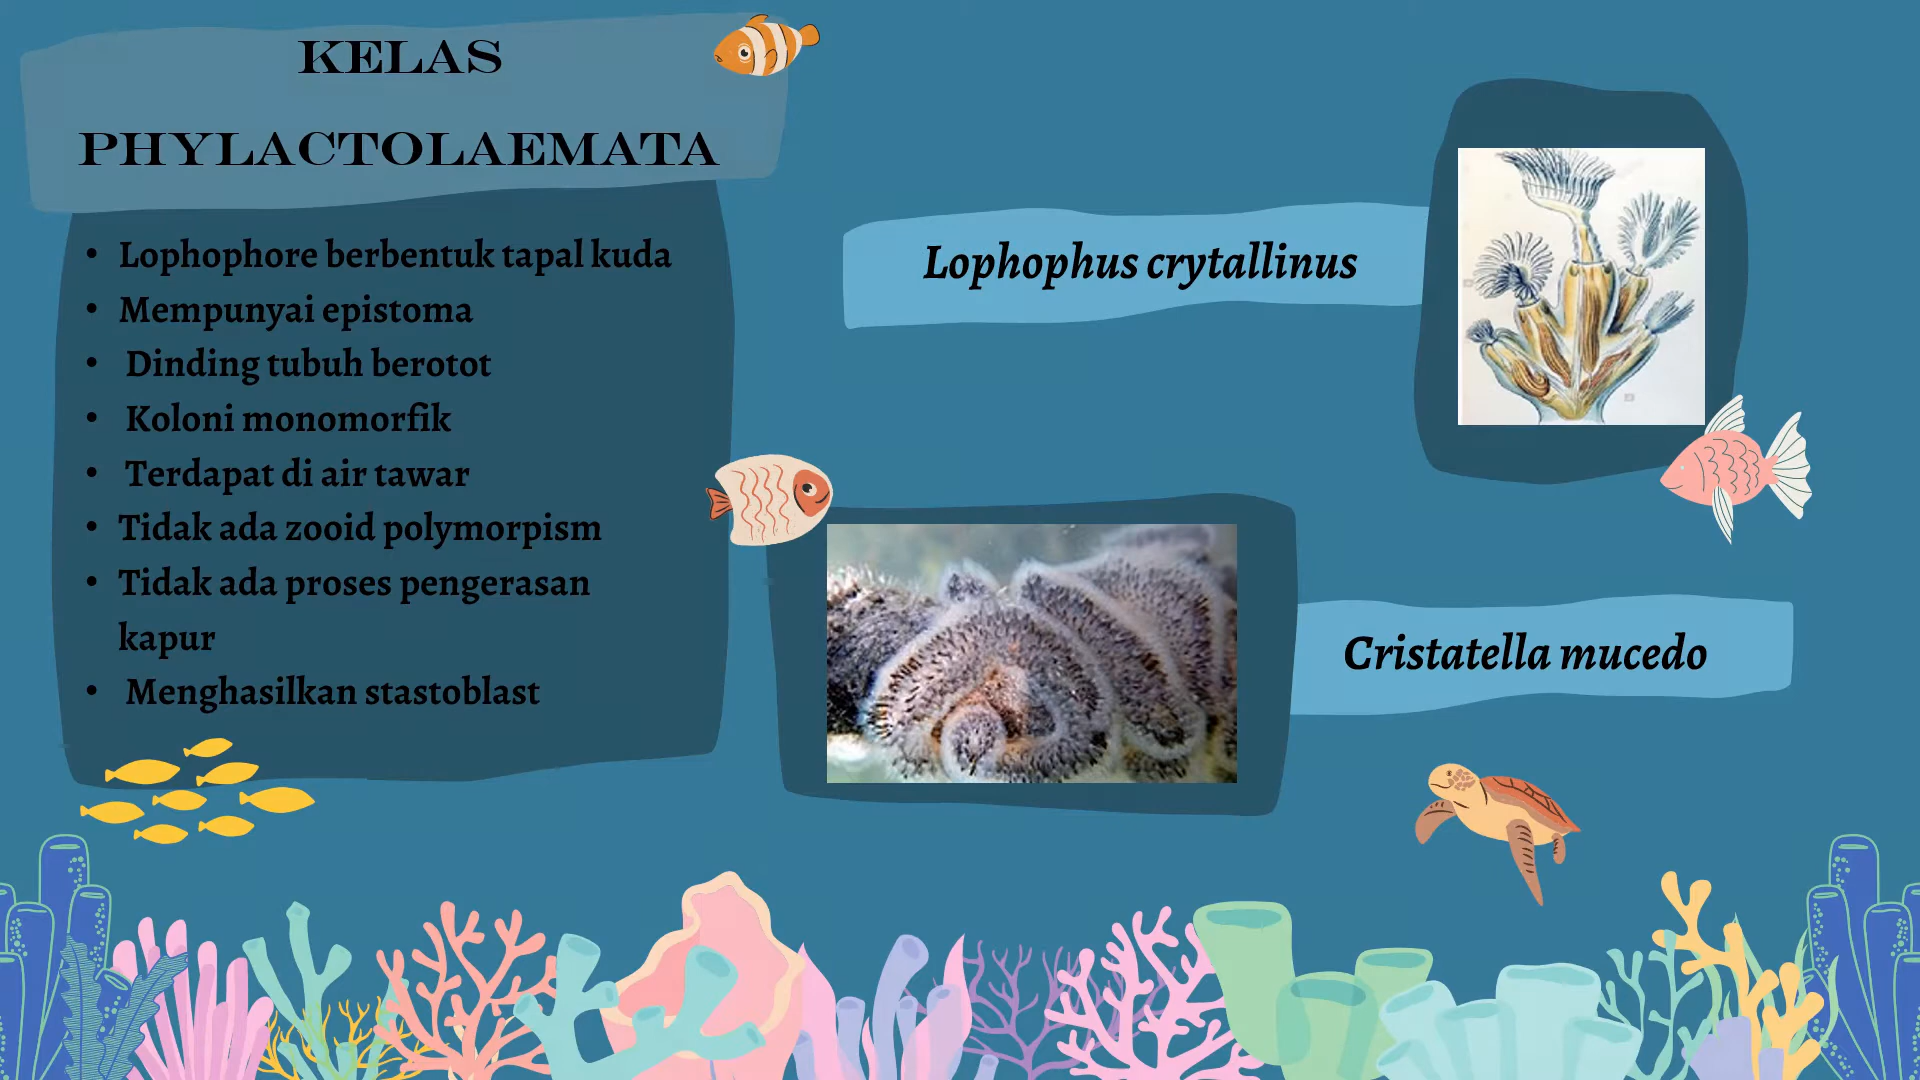 KELAS
PHYLACTOLAEMATA
• Lophophore berbentuk tapal kuda
• Mempunyai epistoma
• Dinding tubuh berotot
• Koloni monomorfik
• Terdapat di air tawar
• Tidak ada zooid polymorpism
• Tidak ada proses pengerasan
kapur
• Menghasilkan stastoblast
Lophophus crytallinus
Cristatella mucedo